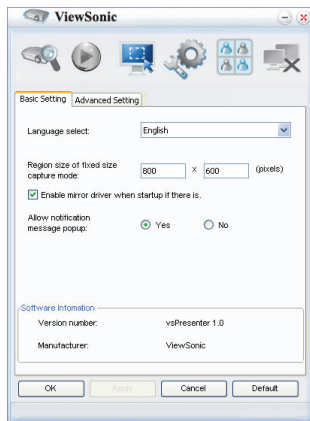 ViewSonic
Basic Setting Advanced Setting
Language select: English
Region size of fixed size
capture mode: 800 x 600 (pixels)
Enable mirror driver when startup if there is.
Allow notification
message popup: Yes No
Software Infomation
Version number: vsPresenter 1.0
Manufacturer: ViewSonic
OK Apply Cancel Default